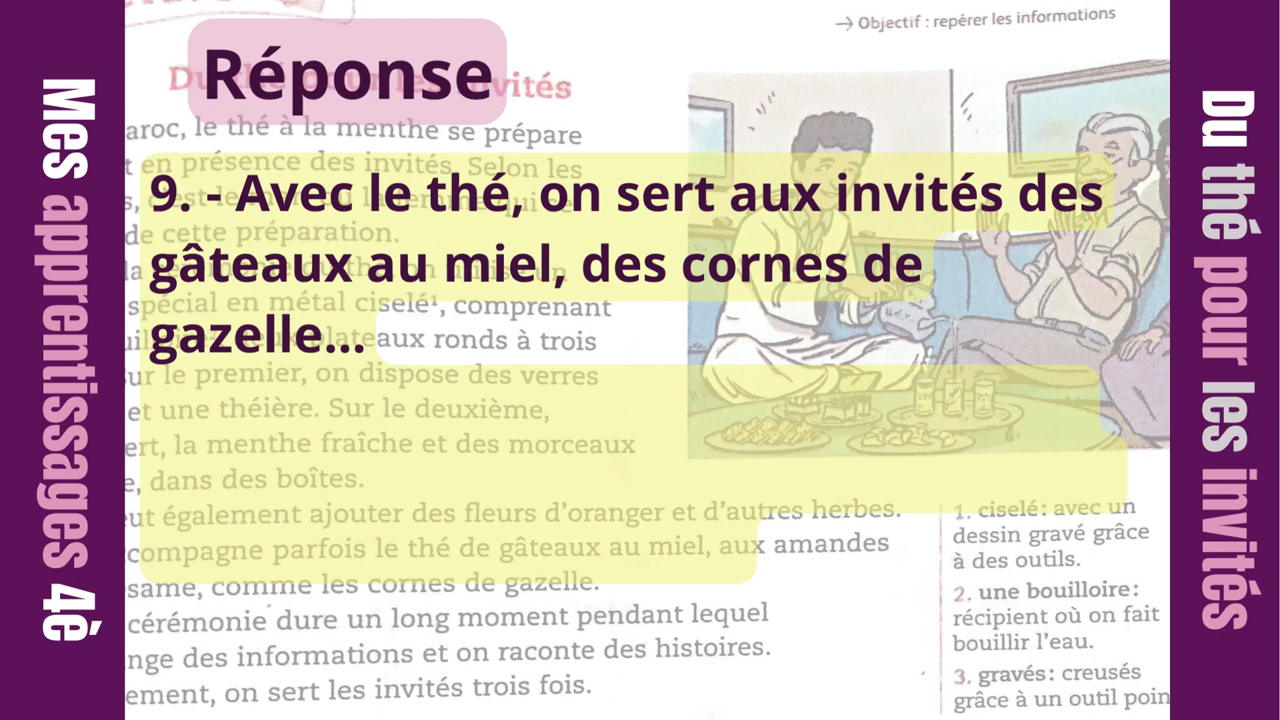 Mes apprentissages 4è
→ Objectif : repérer les informations
Réponse
vités
aroc, le thé à la menthe se prépare
en présence des invités. Selon les
9. - Avec le thé, on sert aux invités des
de cette préparation.
gâteaux au miel, des cornes de
spécial en métal ciselé¹, comprenant
gazelle...
aux ronds à trois
ur le premier, on dispose des verres
et une théière. Sur le deuxième,
ert, la menthe fraîche et des morceaux
e, dans des boîtes.
ut également ajouter des fleurs d'oranger et d'autres herbes.
compagne parfois le thé de gâteaux au miel, aux amandes
same, comme les cornes de gazelle.
cérémonie dure un long moment pendant lequel
nge des informations et on raconte des histoires.
ement, on sert les invités trois fois.
1. ciselé : avec un
dessin gravé grâce
à des outils.
2. une bouilloire :
récipient où on fait
bouillir l'eau.
3. gravés : creusés
grâce à un outil poin
Du thé pour les invités